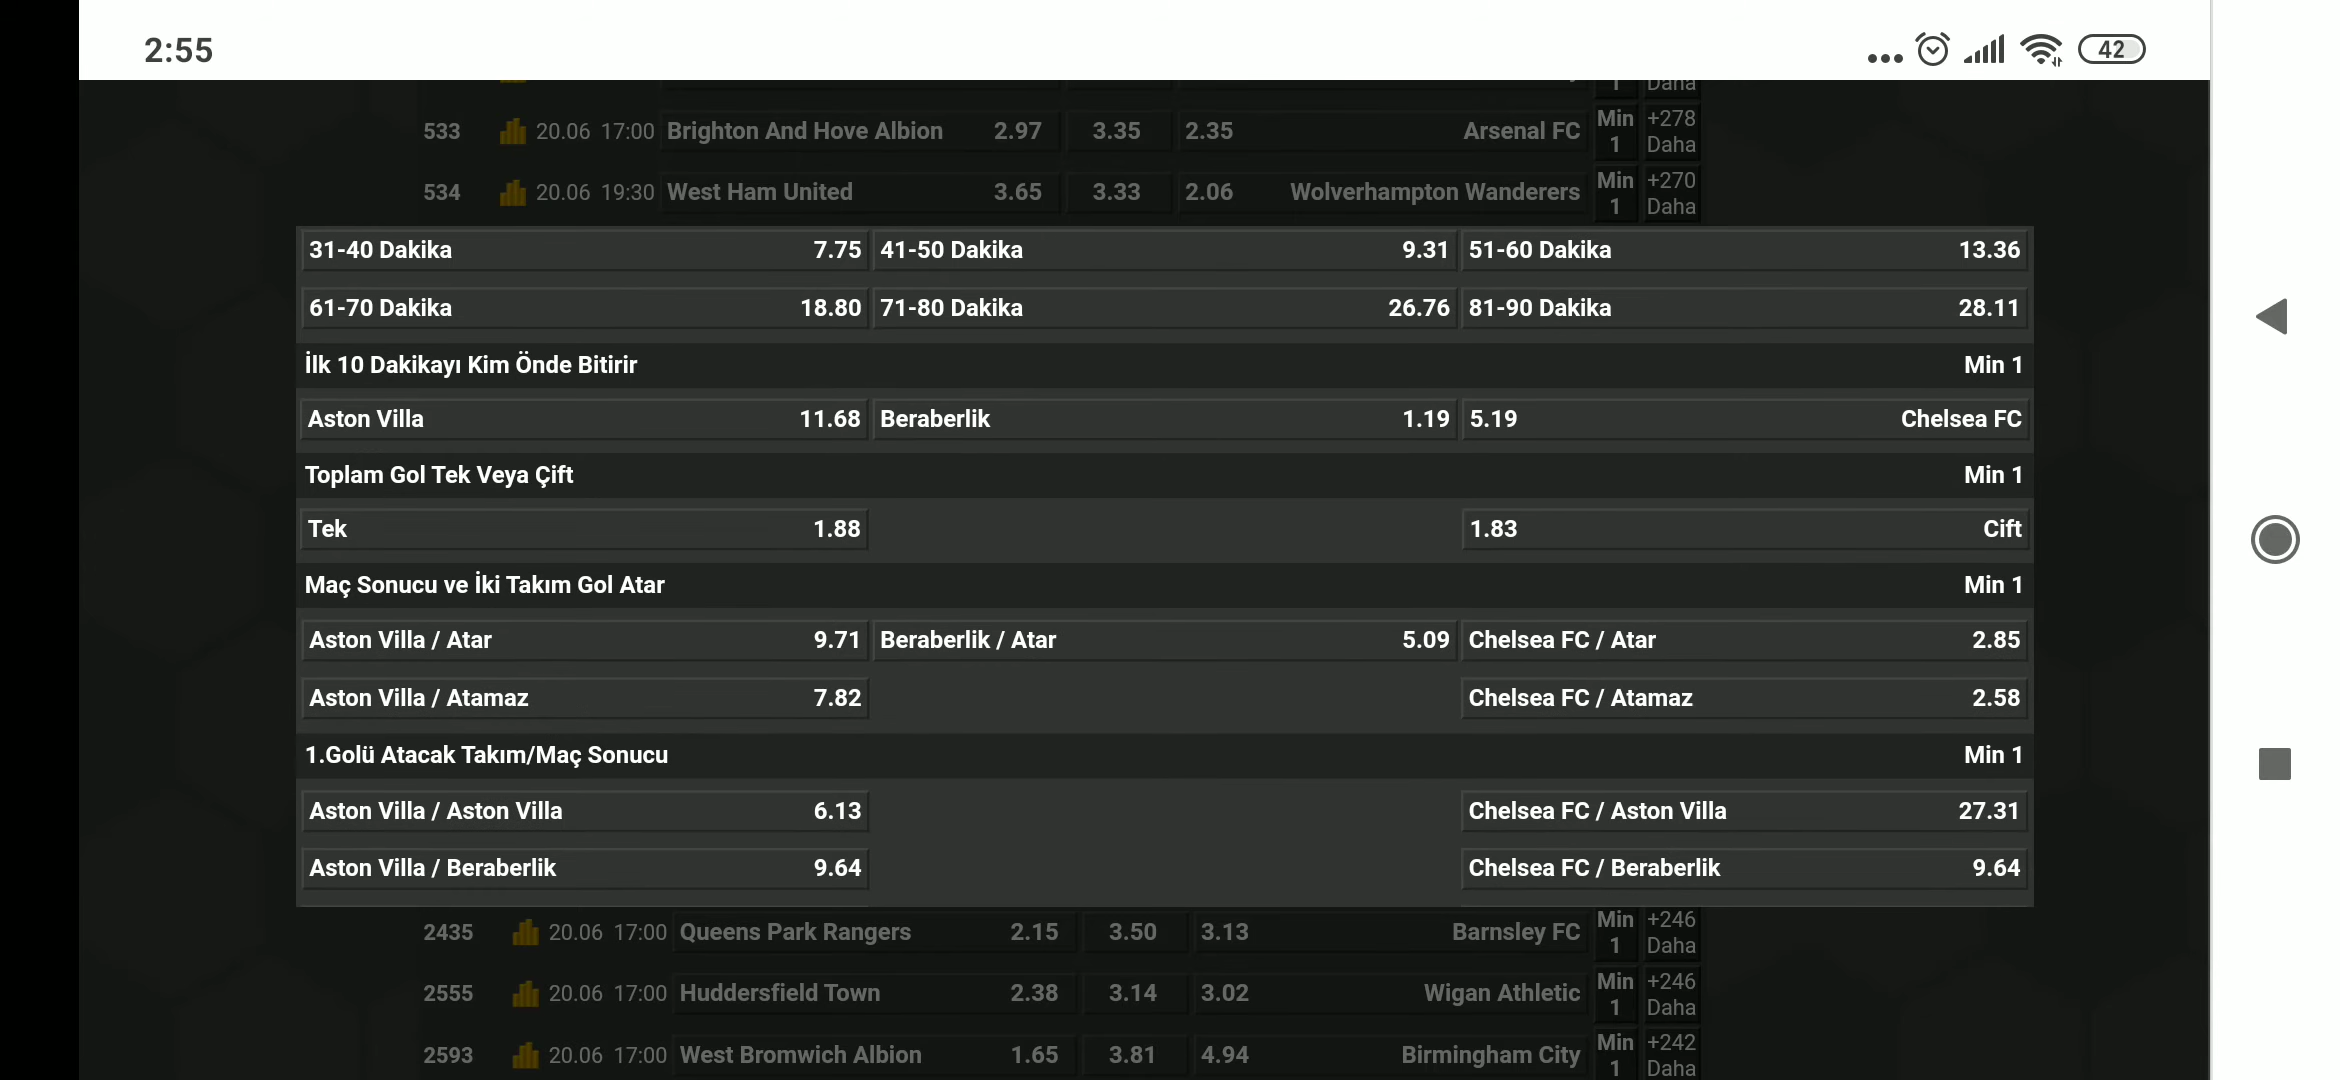 2:55
42
1 Daha
533 20.06 17:00 Brighton And Hove Albion 2.97 3.35 2.35 Arsenal FC Min 1 +278 Daha
534 20.06 19:30 West Ham United 3.65 3.33 2.06 Wolverhampton Wanderers Min 1 +270 Daha
31-40 Dakika 7.75 41-50 Dakika 9.31 51-60 Dakika 13.36
61-70 Dakika 18.80 71-80 Dakika 26.76 81-90 Dakika 28.11
İlk 10 Dakikayı Kim Önde Bitirir Min 1
Aston Villa 11.68 Beraberlik 1.19 5.19 Chelsea FC
Toplam Gol Tek Veya Çift Min 1
Tek 1.88 1.83 Cift
Maç Sonucu ve İki Takım Gol Atar Min 1
Aston Villa / Atar 9.71 Beraberlik / Atar 5.09 Chelsea FC / Atar 2.85
Aston Villa / Atamaz 7.82 Chelsea FC / Atamaz 2.58
1.Golü Atacak Takım/Maç Sonucu Min 1
Aston Villa / Aston Villa 6.13 Chelsea FC / Aston Villa 27.31
Aston Villa / Beraberlik 9.64 Chelsea FC / Beraberlik 9.64
2435 20.06 17:00 Queens Park Rangers 2.15 3.50 3.13 Barnsley FC Min 1 +246 Daha
2555 20.06 17:00 Huddersfield Town 2.38 3.14 3.02 Wigan Athletic Min 1 +246 Daha
2593 20.06 17:00 West Bromwich Albion 1.65 3.81 4.94 Birmingham City Min 1 +242 Daha